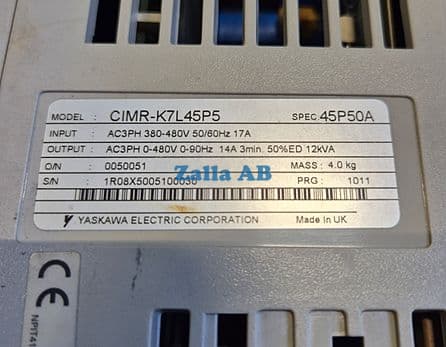 MODEL : CIMR-K7L45P5 SPEC : 45P50A
INPUT : AC3PH 380-480V 50/60Hz 17A
OUTPUT : AC3PH 0-480V 0-90Hz 14A 3min. 50%ED 12kVA
O/N : 0050051 MASS : 4.0 kg
S/N : 1R08X5005100030 PRG : 1011
Zalla AB
YASKAWA ELECTRIC CORPORATION Made in UK
CE